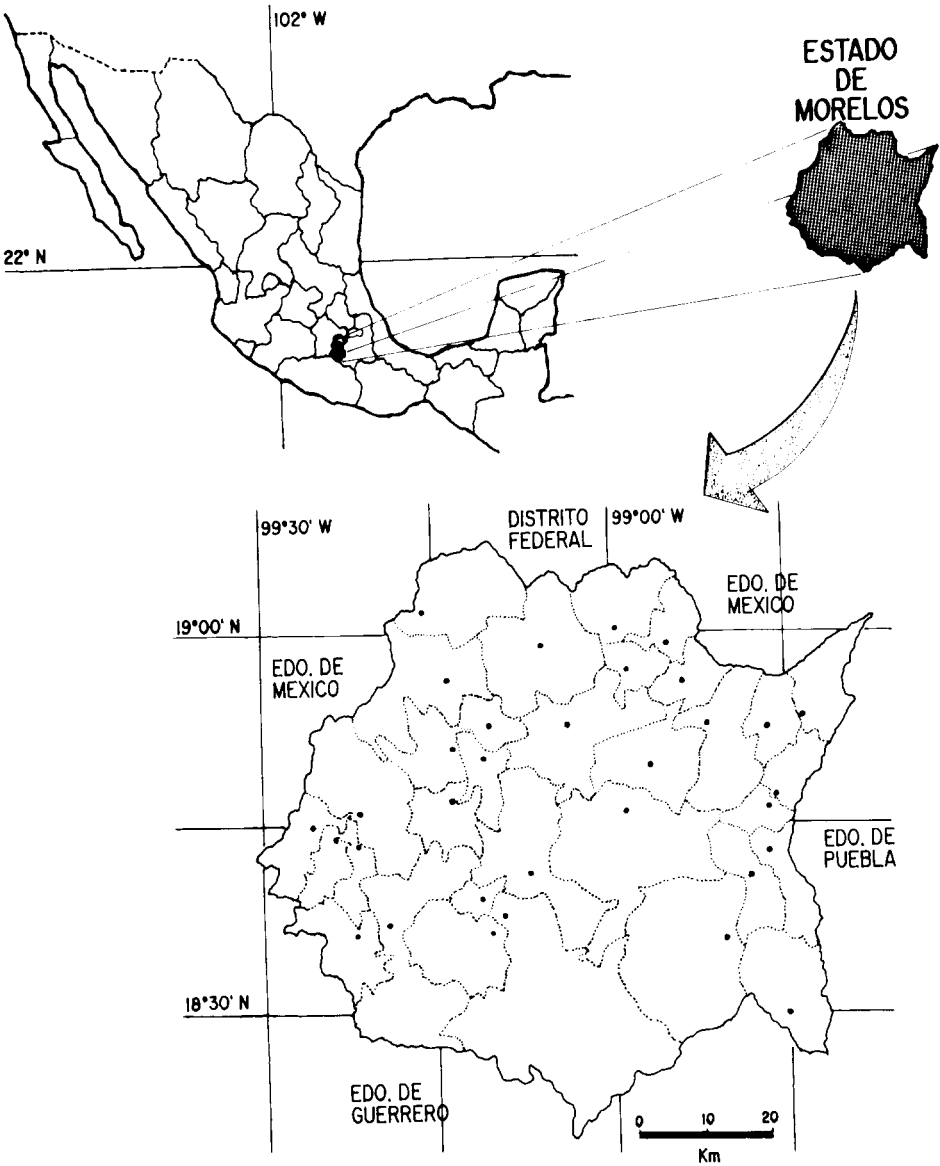 102° W
ESTADO
DE
MORELOS
22° N
99°30' W
DISTRITO
FEDERAL
99°00' W
EDO. DE
MEXICO
19°00' N
EDO. DE
MEXICO
EDO. DE
PUEBLA
18°30' N
EDO. DE
GUERRERO
0 10 20
Km